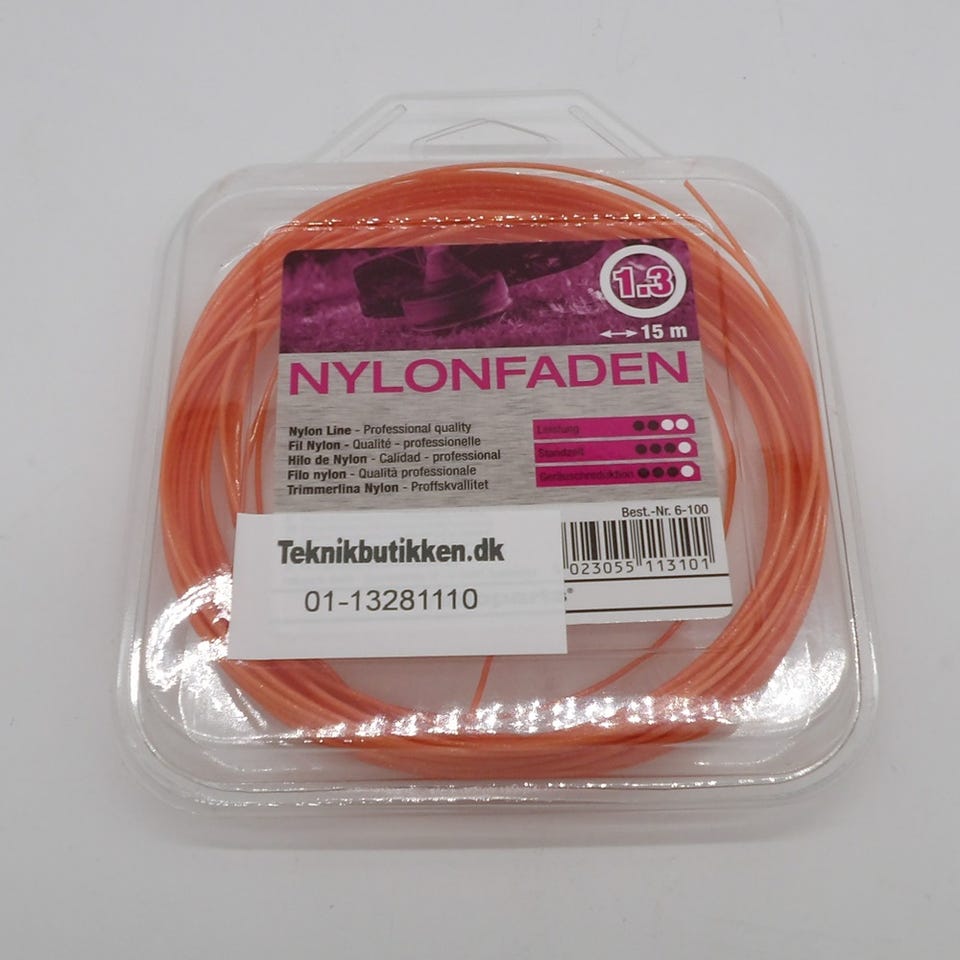 1.3
15 m
NYLONFADEN
Nylon Line - Professional quality
Fil Nylon - Qualité - professionelle
Hilo de Nylon - Calidad - professional
Filo nylon - Qualità professionale
Trimmerlina Nylon - Proffskvallitet
Leistung
Standzeit
Geräuschreduktion
Best.-Nr. 6-100
023055 113101
Teknikbutikken.dk
01-13281110